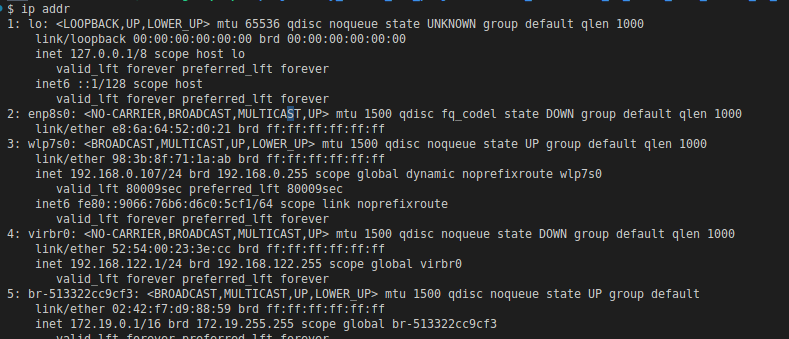 $ ip addr
1: lo: <LOOPBACK,UP,LOWER_UP> mtu 65536 qdisc noqueue state UNKNOWN group default qlen 1000
    link/loopback 00:00:00:00:00:00 brd 00:00:00:00:00:00
    inet 127.0.0.1/8 scope host lo
       valid_lft forever preferred_lft forever
    inet6 ::1/128 scope host
       valid_lft forever preferred_lft forever
2: enp8s0: <NO-CARRIER,BROADCAST,MULTICAST,UP> mtu 1500 qdisc fq_codel state DOWN group default qlen 1000
    link/ether e8:6a:64:52:d0:21 brd ff:ff:ff:ff:ff:ff
3: wlp7s0: <BROADCAST,MULTICAST,UP,LOWER_UP> mtu 1500 qdisc noqueue state UP group default qlen 1000
    link/ether 98:3b:8f:71:1a:ab brd ff:ff:ff:ff:ff:ff
    inet 192.168.0.107/24 brd 192.168.0.255 scope global dynamic noprefixroute wlp7s0
       valid_lft 80009sec preferred_lft 80009sec
    inet6 fe80::9066:76b6:d6c0:5cf1/64 scope link noprefixroute
       valid_lft forever preferred_lft forever
4: virbr0: <NO-CARRIER,BROADCAST,MULTICAST,UP> mtu 1500 qdisc noqueue state DOWN group default qlen 1000
    link/ether 52:54:00:23:3e:cc brd ff:ff:ff:ff:ff:ff
    inet 192.168.122.1/24 brd 192.168.122.255 scope global virbr0
       valid_lft forever preferred_lft forever
5: br-513322cc9cf3: <BROADCAST,MULTICAST,UP,LOWER_UP> mtu 1500 qdisc noqueue state UP group default
    link/ether 02:42:f7:d9:88:59 brd ff:ff:ff:ff:ff:ff
    inet 172.19.0.1/16 brd 172.19.255.255 scope global br-513322cc9cf3
       valid_lft forever preferred_lft forever